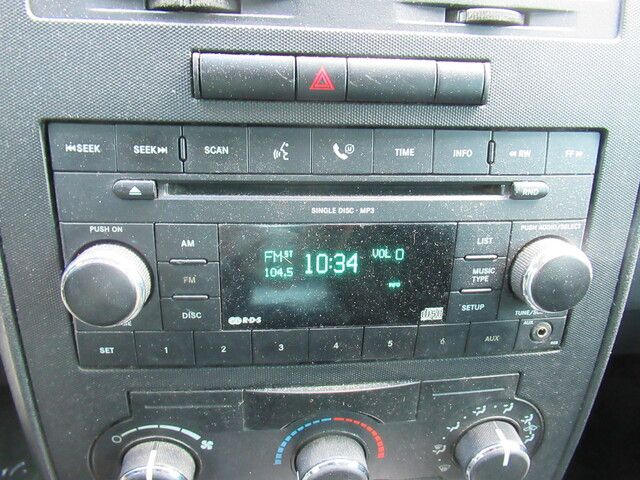 SEEK SEEK SCAN TIME INFO RW FF
RND
SINGLE DISC · MP3
PUSH ON PUSH AUDIO/SELECT
AM LIST
FM ST 10:34 VOL 0
104.5
FM MUSIC TYPE
DISC SETUP
R·D·S
SET 1 2 3 4 5 6 AUX
AUX